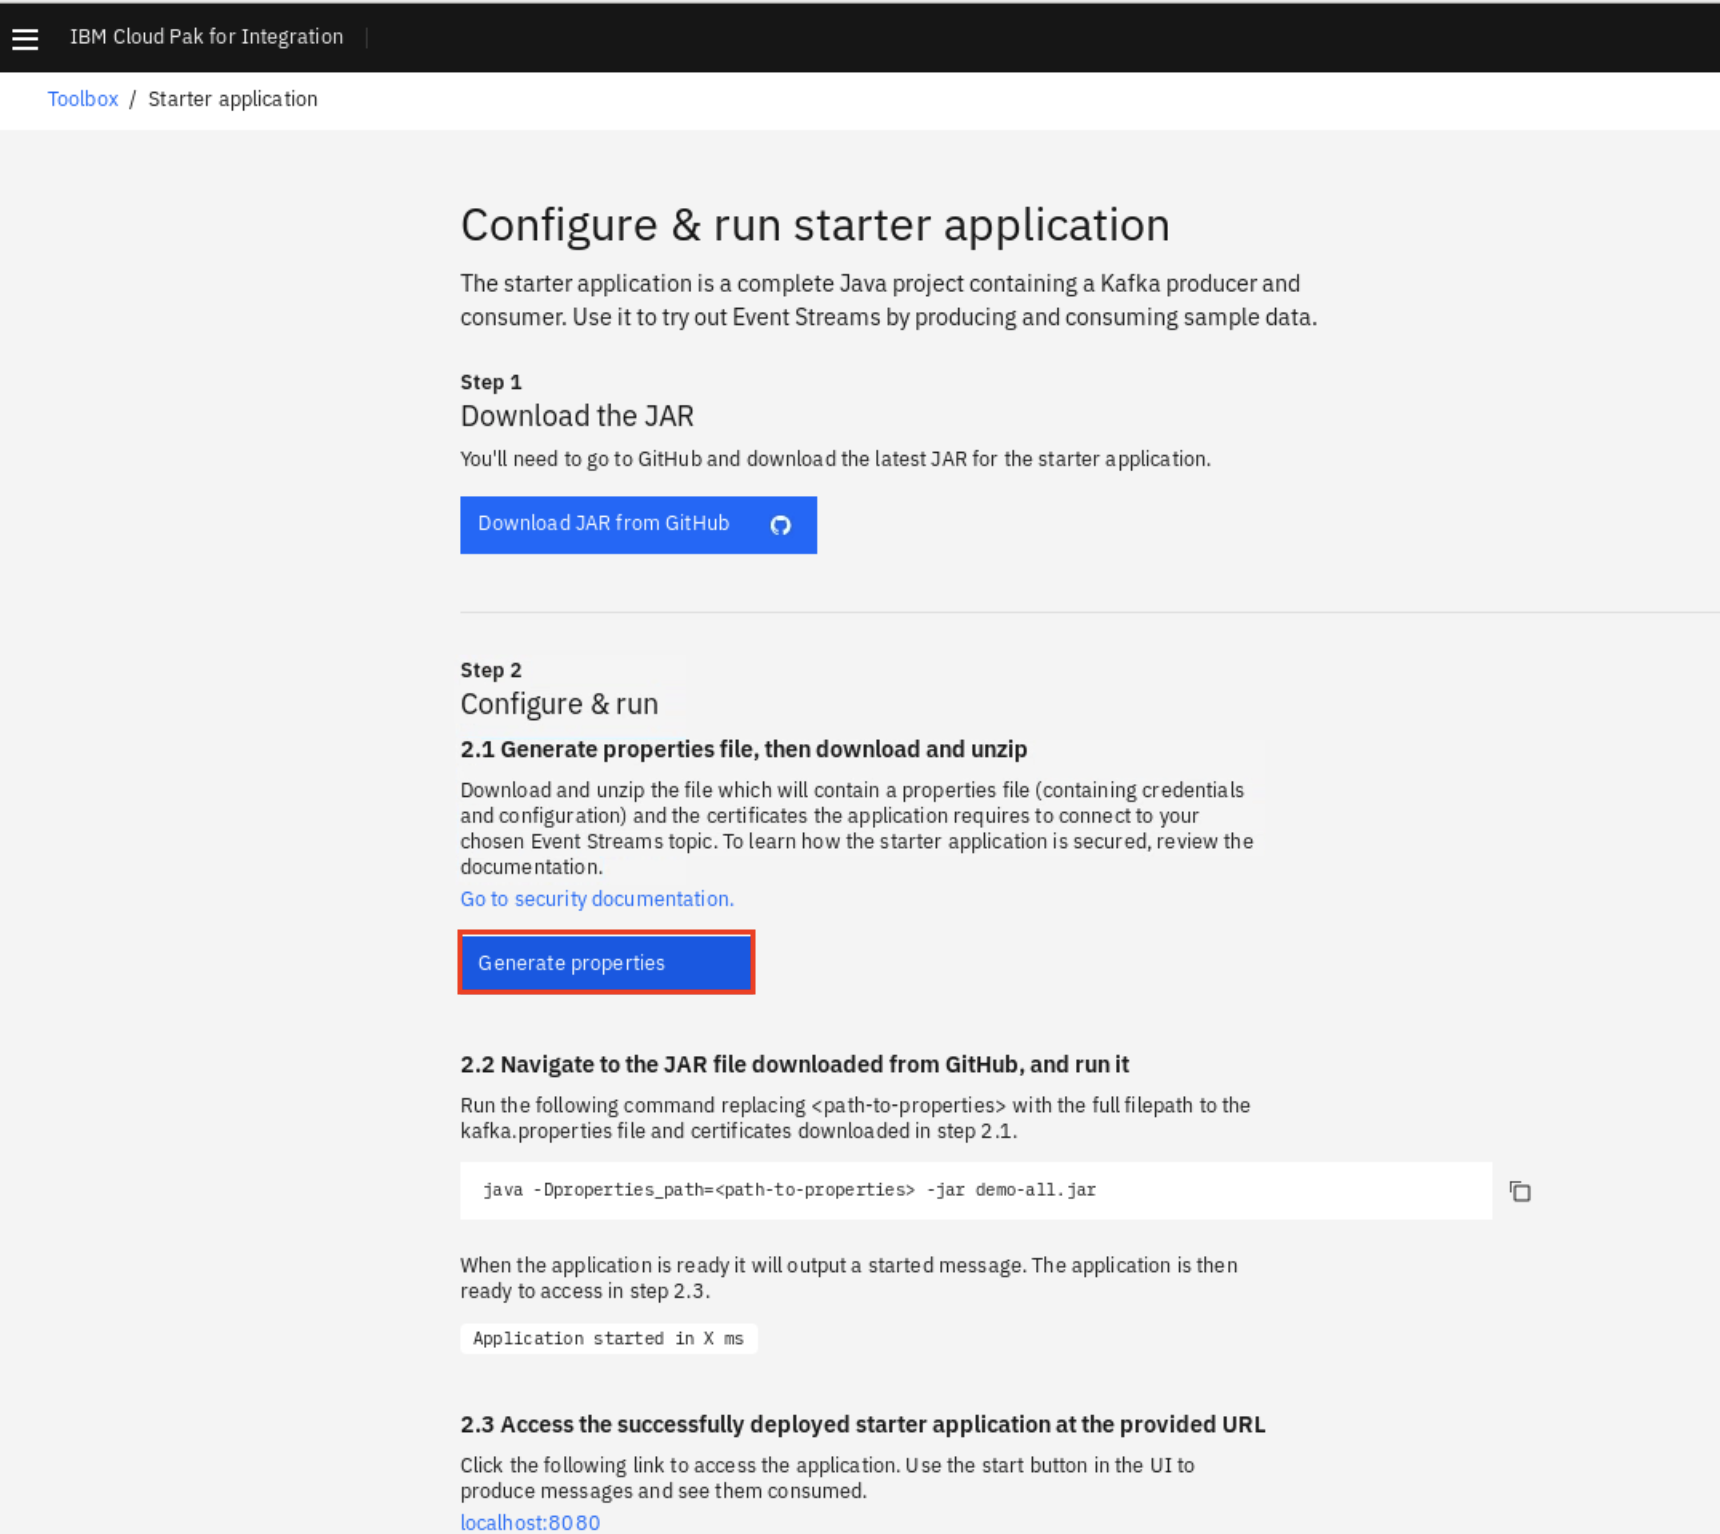 IBM Cloud Pak for Integration
Toolbox / Starter application
Configure & run starter application
The starter application is a complete Java project containing a Kafka producer and
consumer. Use it to try out Event Streams by producing and consuming sample data.
Step 1
Download the JAR
You'll need to go to GitHub and download the latest JAR for the starter application.
Download JAR from GitHub
Step 2
Configure & run
2.1 Generate properties file, then download and unzip
Download and unzip the file which will contain a properties file (containing credentials
and configuration) and the certificates the application requires to connect to your
chosen Event Streams topic. To learn how the starter application is secured, review the
documentation.
Go to security documentation.
Generate properties
2.2 Navigate to the JAR file downloaded from GitHub, and run it
Run the following command replacing <path-to-properties> with the full filepath to the
kafka.properties file and certificates downloaded in step 2.1.
java -Dproperties_path=<path-to-properties> -jar demo-all.jar
When the application is ready it will output a started message. The application is then
ready to access in step 2.3.
Application started in X ms
2.3 Access the successfully deployed starter application at the provided URL
Click the following link to access the application. Use the start button in the UI to
produce messages and see them consumed.
localhost:8080